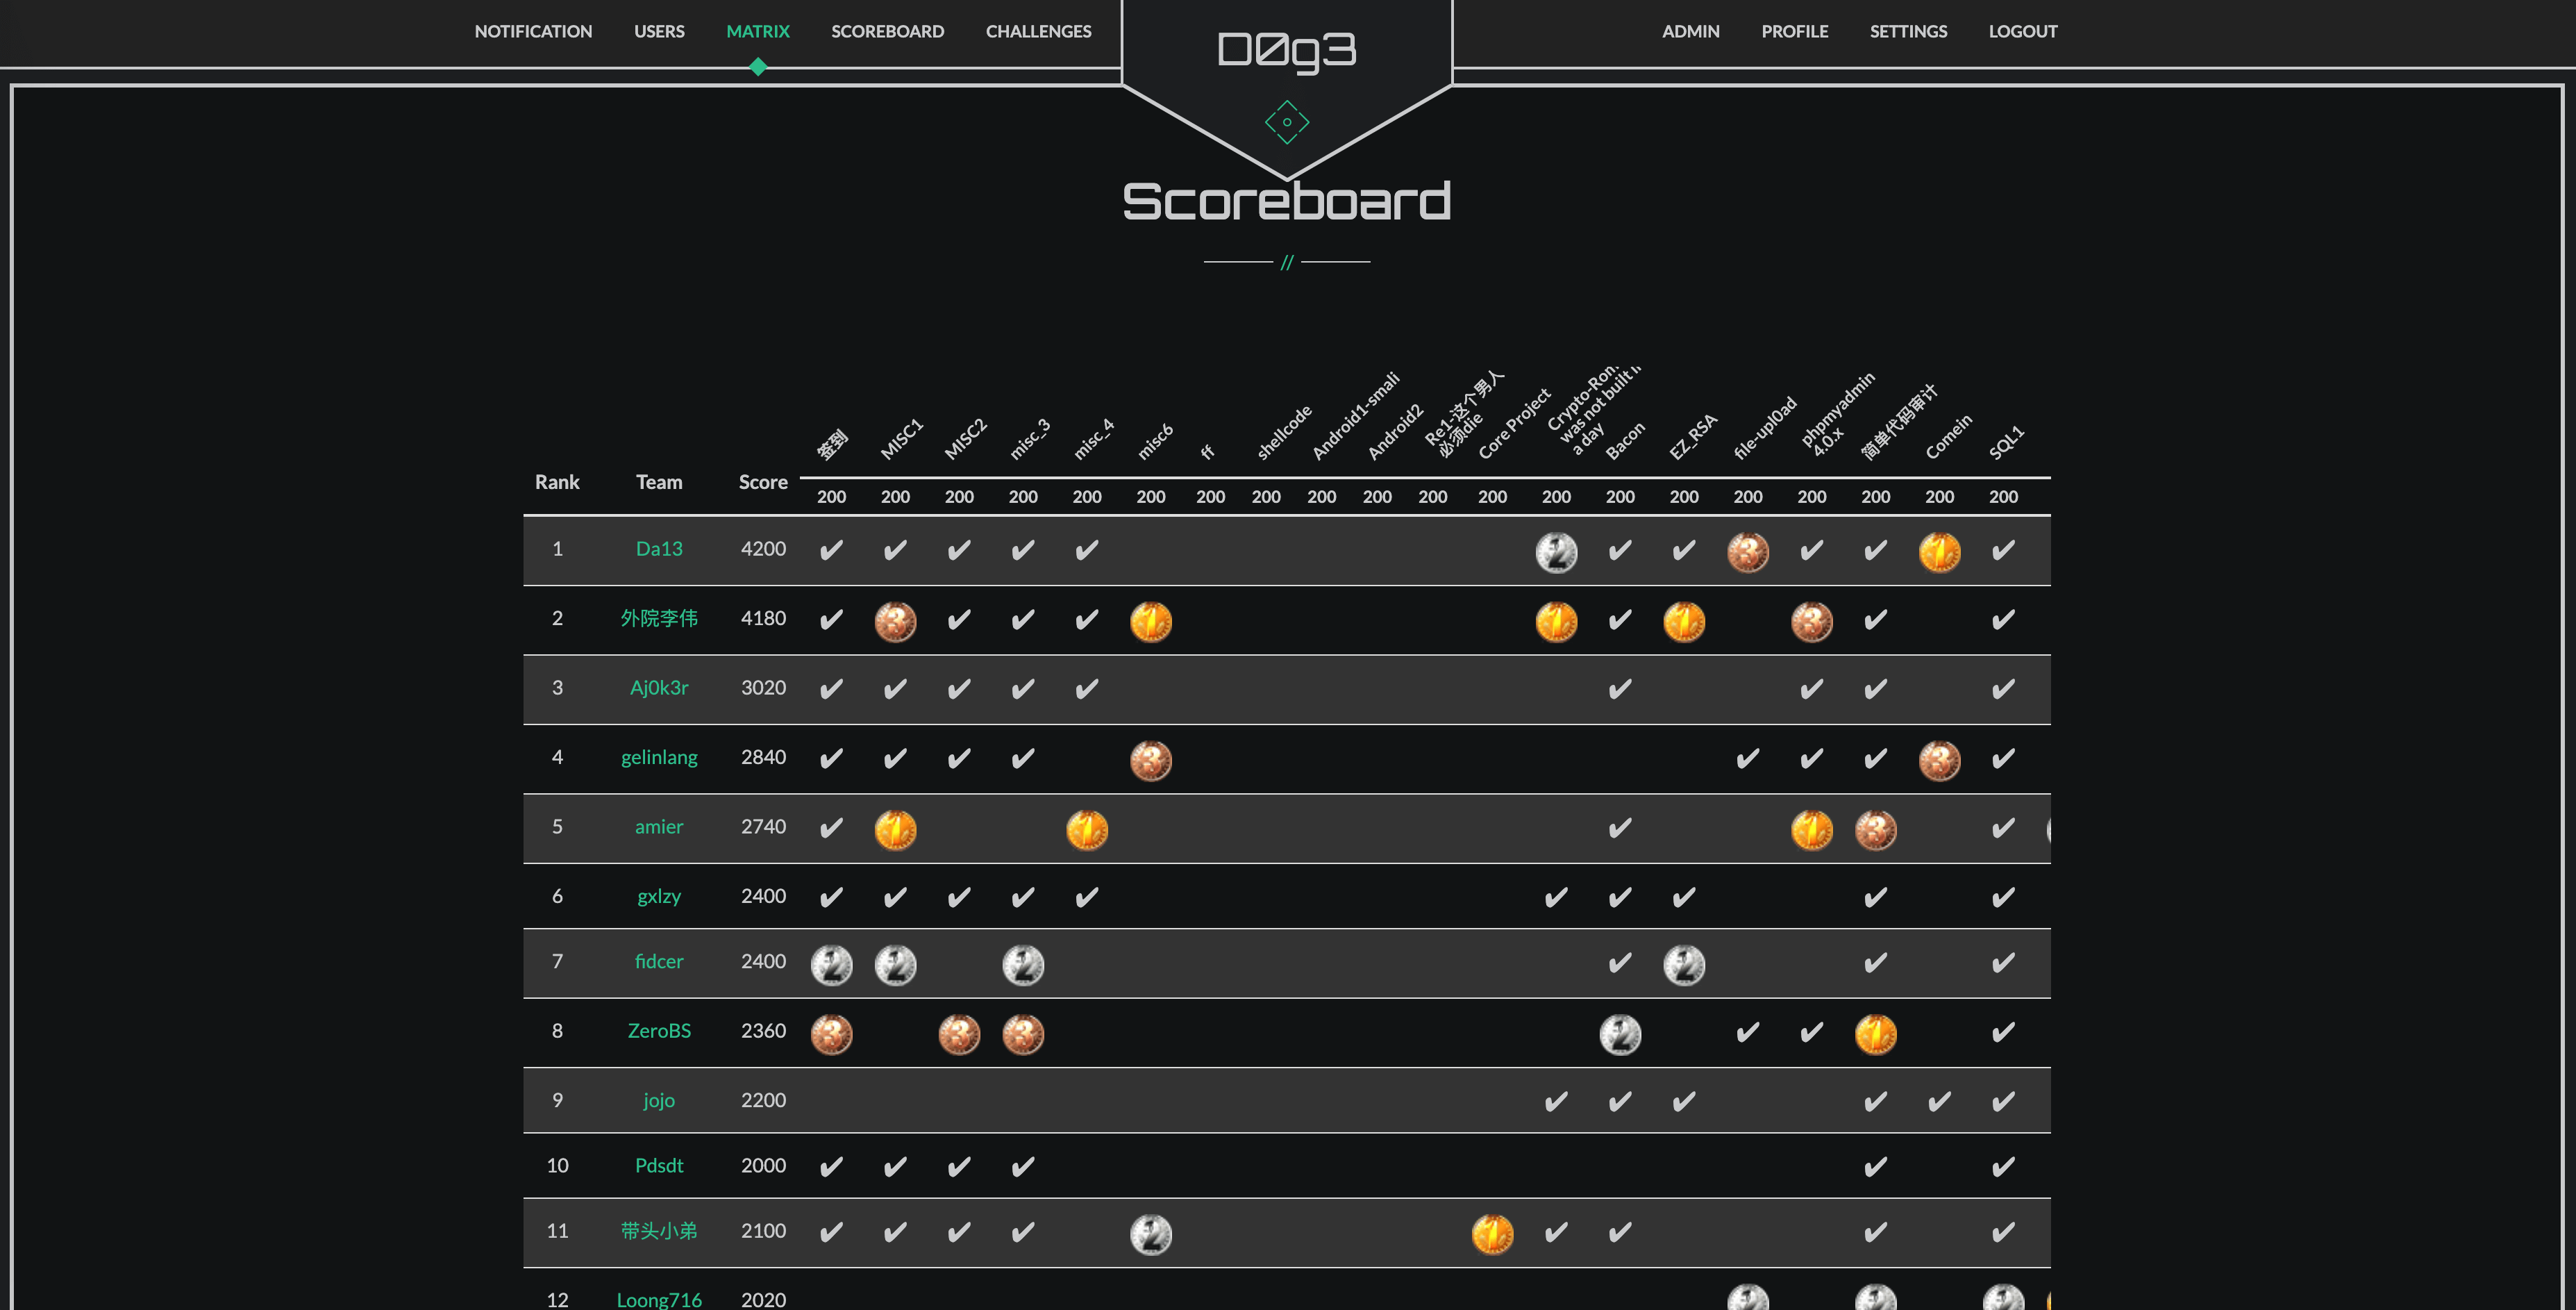 NOTIFICATION USERS MATRIX SCOREBOARD CHALLENGES D0g3 ADMIN PROFILE SETTINGS LOGOUT
Scoreboard
//
签到 MISC1 MISC2 misc_3 misc_4 misc6 ff shellcode Android1-smali Android2
Re1-这个男人
必须die
Core Project
Crypto-Rom
was not built in
a day
Bacon EZ_RSA file-upl0ad
phpmyadmin
4.0.x
简单代码审计 Comein SQL1
Rank Team Score
200 200 200 200 200 200 200 200 200 200 200 200 200 200 200 200 200 200 200 200
1 Da13 4200 ✔ ✔ ✔ ✔ ✔ 2 ✔ ✔ 3 ✔ ✔ 1 ✔
2 外院李伟 4180 ✔ 3 ✔ ✔ ✔ 1 1 ✔ 1 3 ✔ ✔
3 Aj0k3r 3020 ✔ ✔ ✔ ✔ ✔ ✔ ✔ ✔ ✔
4 gelinlang 2840 ✔ ✔ ✔ ✔ 3 ✔ ✔ ✔ 3 ✔
5 amier 2740 ✔ 1 1 ✔ 1 3 ✔
6 gxlzy 2400 ✔ ✔ ✔ ✔ ✔ ✔ ✔ ✔ ✔ ✔
7 fidcer 2400 2 2 2 ✔ 2 ✔ ✔
8 ZeroBS 2360 3 3 3 2 ✔ ✔ 1 ✔
9 jojo 2200 ✔ ✔ ✔ ✔ ✔ ✔
10 Pdsdt 2000 ✔ ✔ ✔ ✔ ✔ ✔
11 带头小弟 2100 ✔ ✔ ✔ ✔ 2 1 ✔ ✔ ✔ ✔
12 Loong716 2020 2 2 2